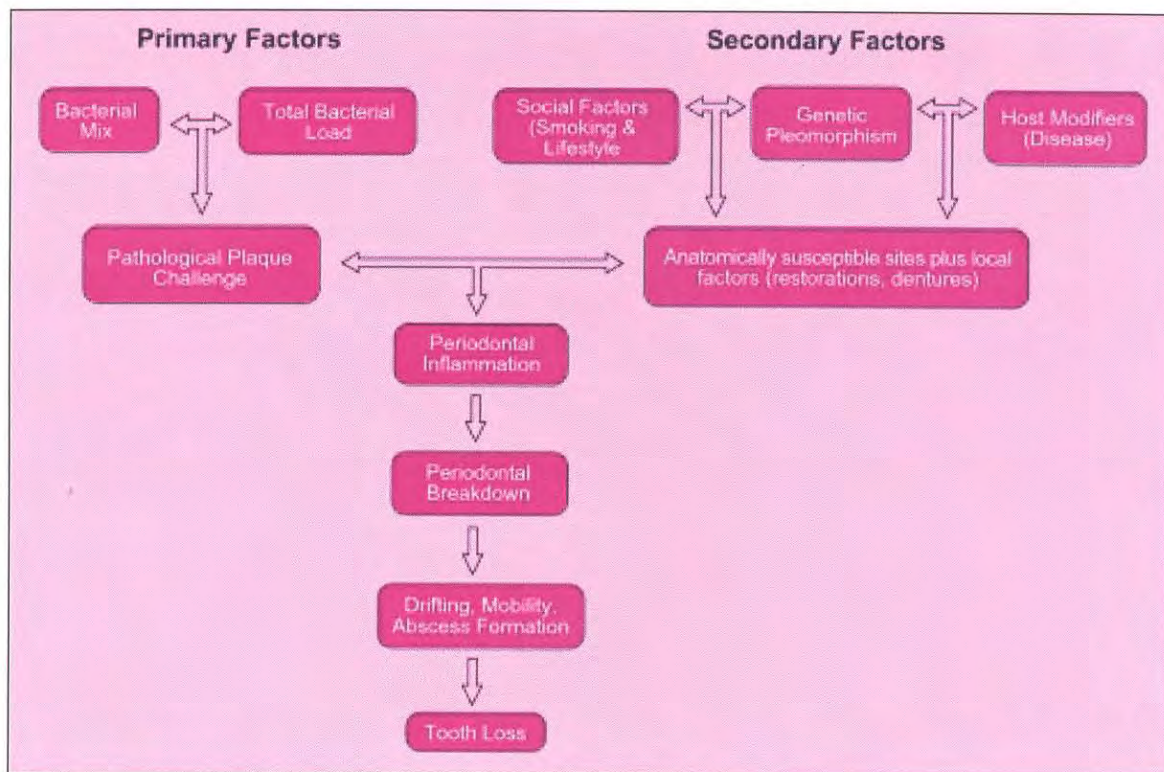 Primary Factors
Secondary Factors
Bacterial
Mix
Total Bacterial
Load
Social Factors
(Smoking &
Lifestyle
Genetic
Pleomorphism
Host Modifiers
(Disease)
Pathological Plaque
Challenge
Anatomically susceptible sites plus local
factors (restorations, dentures)
Periodontal
Inflammation
Periodontal
Breakdown
Drifting, Mobility,
Abscess Formation
Tooth Loss